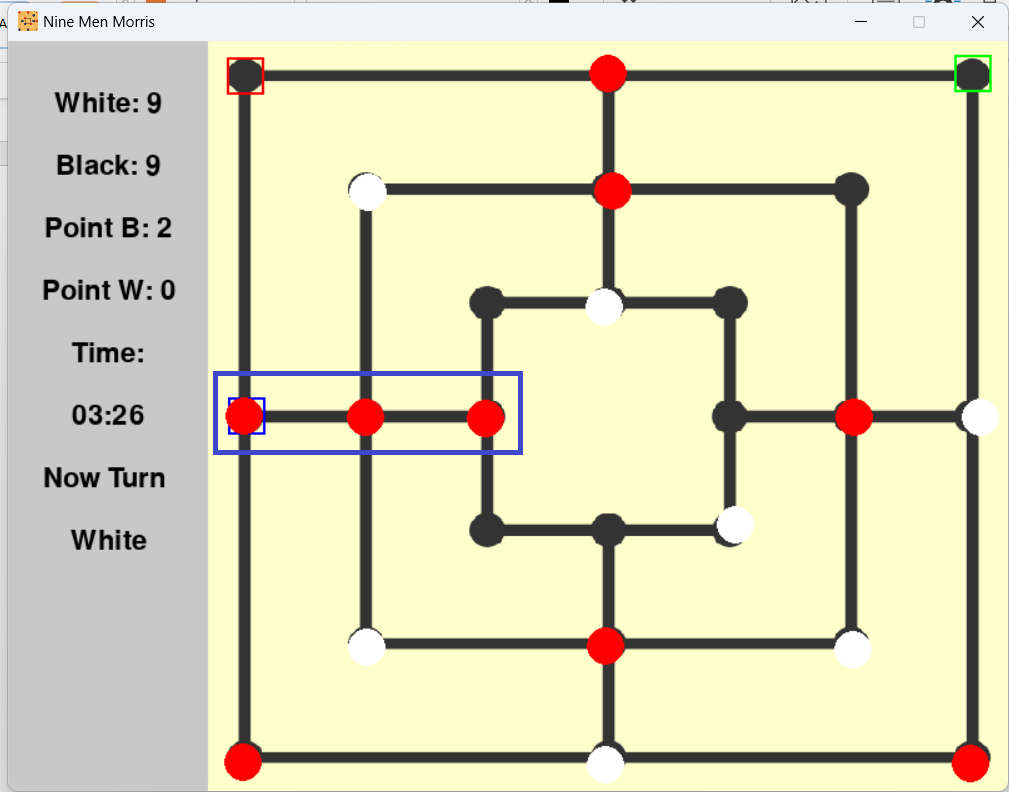 Nine Men Morris
White: 9
Black: 9
Point B: 2
Point W: 0
Time:
03:26
Now Turn
White